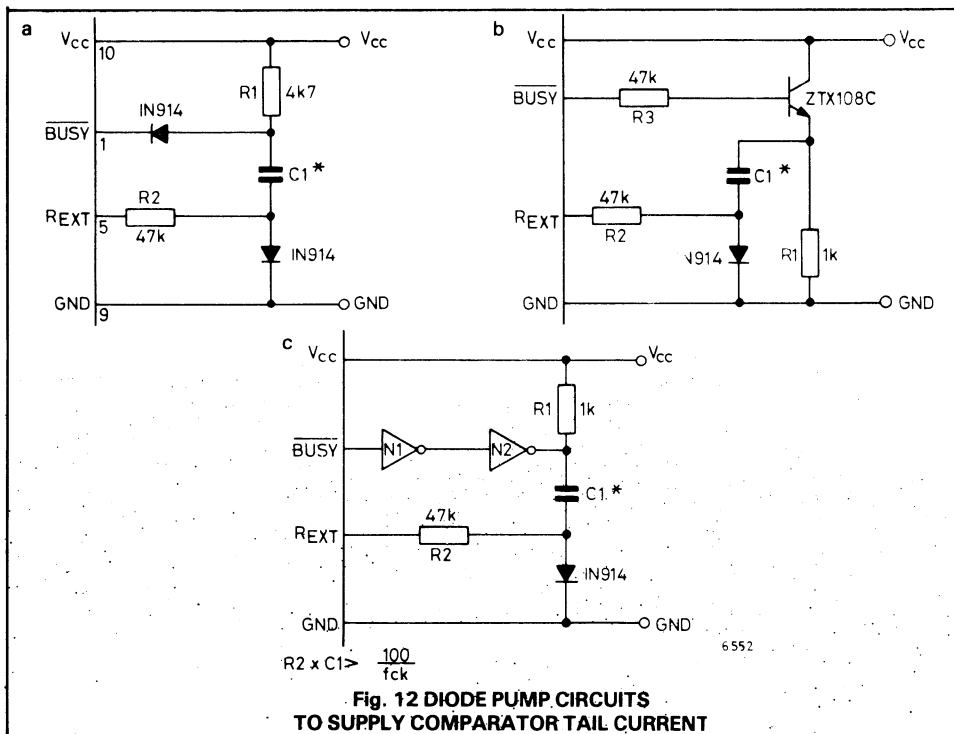 a
VCC
10
VCC
R1
4k7
IN914
BUSY
1
C1*
R2
REXT
5
47k
IN914
GND
9
GND
b
VCC
VCC
47k
BUSY
R3
ZTX108C
C1*
47k
REXT
R2
N914
R1
1k
GND
GND
c
VCC
VCC
R1
1k
BUSY
N1
N2
C1*
47k
REXT
R2
IN914
GND
GND
6552
R2 x C1> 100
fck
Fig. 12 DIODE PUMP CIRCUITS
TO SUPPLY COMPARATOR TAIL CURRENT